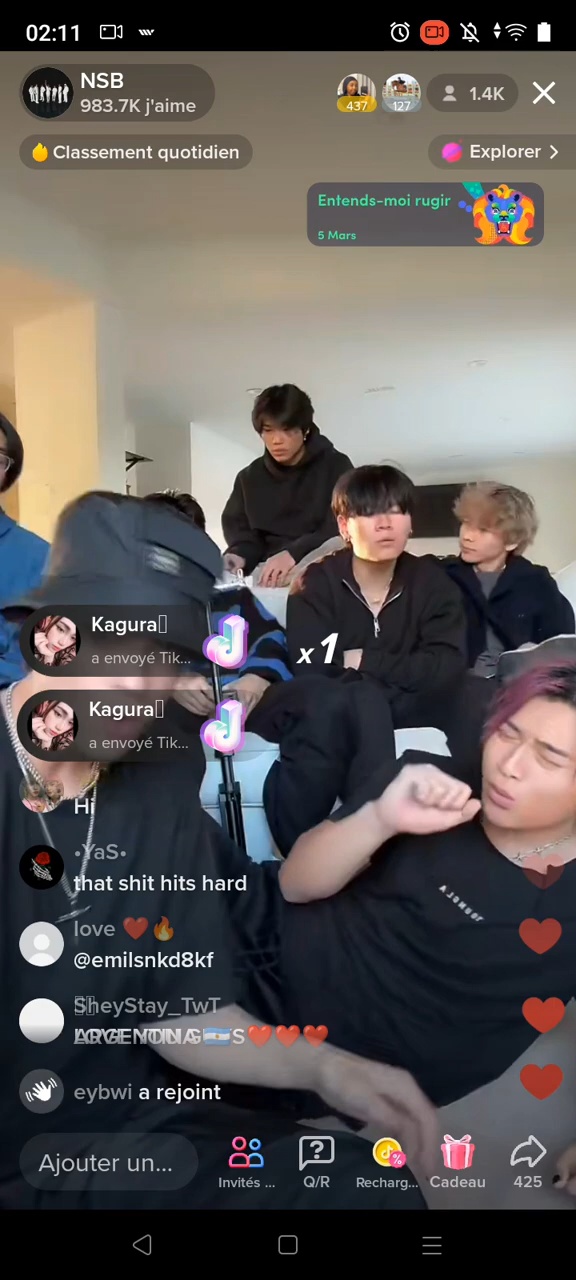 02:11
NSB
983.7K j'aime
437
127
1.4K
Classement quotidien
Explorer
Entends-moi rugir
5 Mars
Kagura
a envoyé Tik...
x1
Kagura
a envoyé Tik...
Hi
•YaS•
that shit hits hard
love ❤️🔥
@emilsnkd8kf
SheyStay_TwT
ARGENTINA🇦🇷
eybwi a rejoint
Ajouter un...
Invités ...
Q/R
Recharg...
Cadeau
425